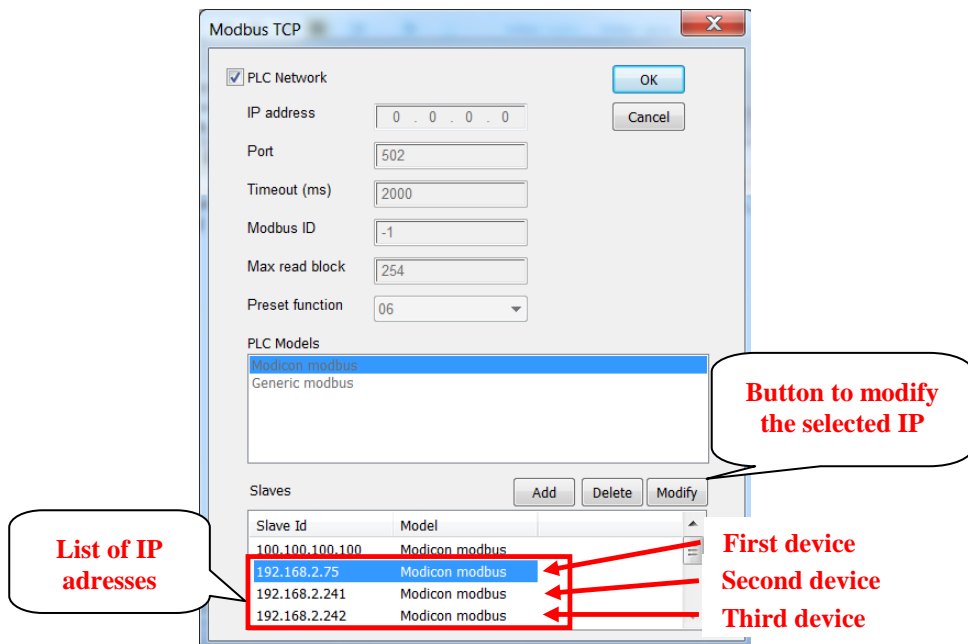 Modbus TCP
PLC Network
OK
IP address
0 . 0 . 0 . 0
Cancel
Port
502
Timeout (ms)
2000
Modbus ID
-1
Max read block
254
Preset function
06
PLC Models
Modicon modbus
Generic modbus
Button to modify
the selected IP
Slaves
Add
Delete
Modify
Slave Id
Model
100.100.100.100
Modicon modbus
192.168.2.75
Modicon modbus
192.168.2.241
Modicon modbus
192.168.2.242
Modicon modbus
List of IP
adresses
First device
Second device
Third device